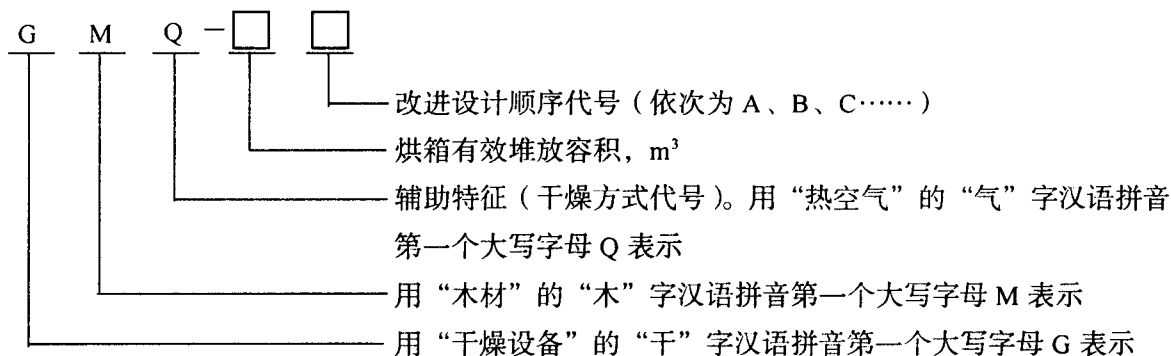 G M Q－□ □
改进设计顺序代号（依次为 A、B、C……）
烘箱有效堆放容积，m³
辅助特征（干燥方式代号）。用“热空气”的“气”字汉语拼音
第一个大写字母 Q 表示
用“木材”的“木”字汉语拼音第一个大写字母 M 表示
用“干燥设备”的“干”字汉语拼音第一个大写字母 G 表示